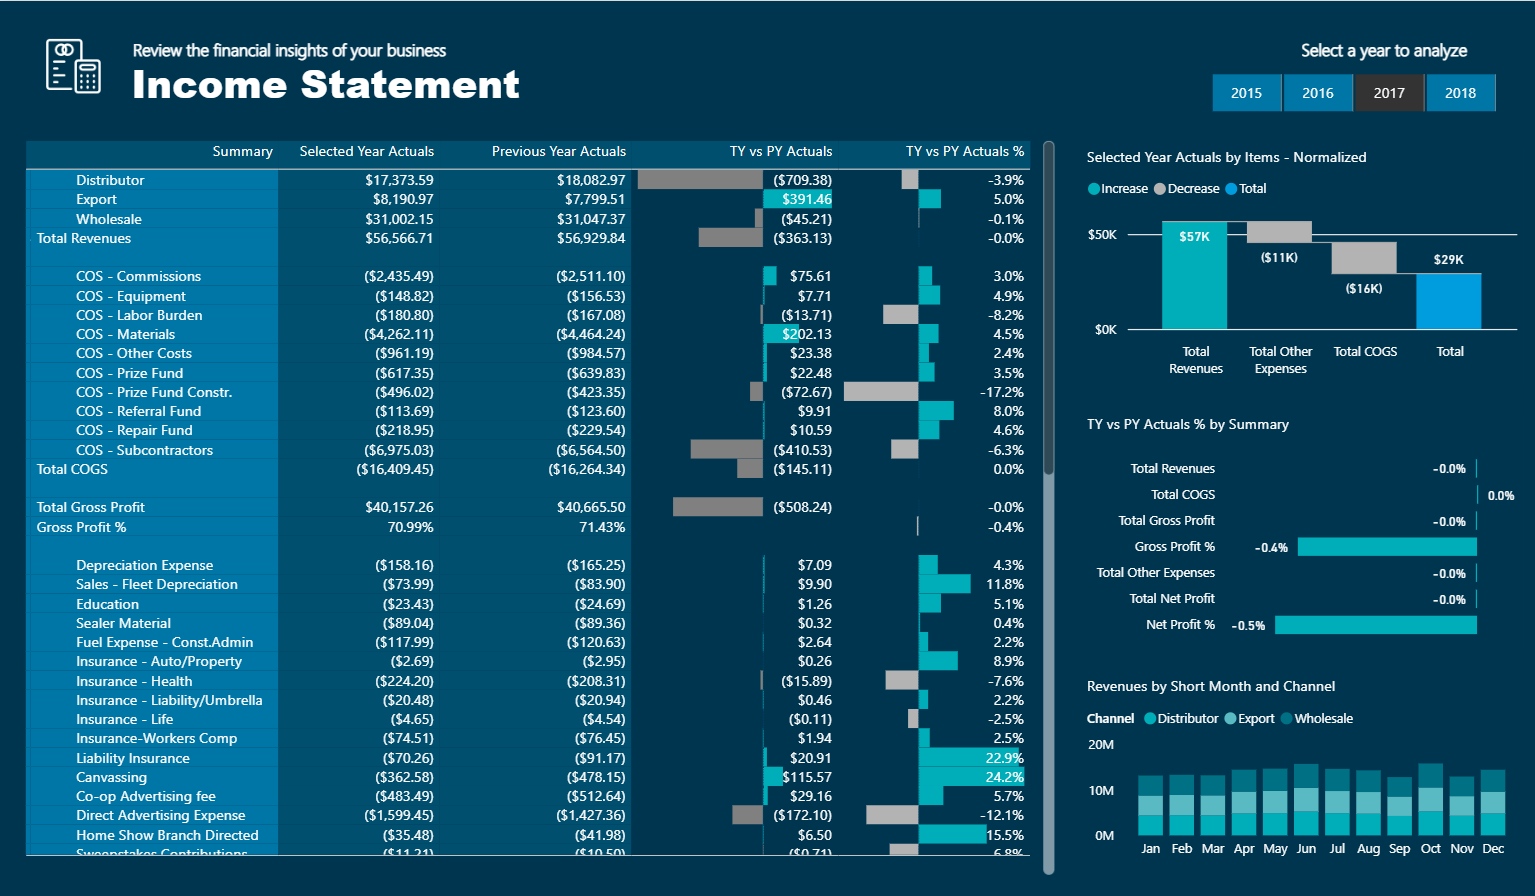 Review the financial insights of your business
Income Statement
Select a year to analyze
2015 2016 2017 2018
Summary Selected Year Actuals Previous Year Actuals TY vs PY Actuals TY vs PY Actuals %
Distributor $17,373.59 $18,082.97 ($709.38) -3.9%
Export $8,190.97 $7,799.51 $391.46 5.0%
Wholesale $31,002.15 $31,047.37 ($45.21) -0.1%
Total Revenues $56,566.71 $56,929.84 ($363.13) -0.0%
COS - Commissions ($2,435.49) ($2,511.10) $75.61 3.0%
COS - Equipment ($148.82) ($156.53) $7.71 4.9%
COS - Labor Burden ($180.80) ($167.08) ($13.71) -8.2%
COS - Materials ($4,262.11) ($4,464.24) $202.13 4.5%
COS - Other Costs ($961.19) ($984.57) $23.38 2.4%
COS - Prize Fund ($617.35) ($639.83) $22.48 3.5%
COS - Prize Fund Constr. ($496.02) ($423.35) ($72.67) -17.2%
COS - Referral Fund ($113.69) ($123.60) $9.91 8.0%
COS - Repair Fund ($218.95) ($229.54) $10.59 4.6%
COS - Subcontractors ($6,975.03) ($6,564.50) ($410.53) -6.3%
Total COGS ($16,409.45) ($16,264.34) ($145.11) 0.0%
Total Gross Profit $40,157.26 $40,665.50 ($508.24) -0.0%
Gross Profit % 70.99% 71.43% -0.4%
Depreciation Expense ($158.16) ($165.25) $7.09 4.3%
Sales - Fleet Depreciation ($73.99) ($83.90) $9.90 11.8%
Education ($23.43) ($24.69) $1.26 5.1%
Sealer Material ($89.04) ($89.36) $0.32 0.4%
Fuel Expense - Const.Admin ($117.99) ($120.63) $2.64 2.2%
Insurance - Auto/Property ($2.69) ($2.95) $0.26 8.9%
Insurance - Health ($224.20) ($208.31) ($15.89) -7.6%
Insurance - Liability/Umbrella ($20.48) ($20.94) $0.46 2.2%
Insurance - Life ($4.65) ($4.54) ($0.11) -2.5%
Insurance-Workers Comp ($74.51) ($76.45) $1.94 2.5%
Liability Insurance ($70.26) ($91.17) $20.91 22.9%
Canvassing ($362.58) ($478.15) $115.57 24.2%
Co-op Advertising fee ($483.49) ($512.64) $29.16 5.7%
Direct Advertising Expense ($1,599.45) ($1,427.36) ($172.10) -12.1%
Home Show Branch Directed ($35.48) ($41.98) $6.50 15.5%
Sweepstakes Contributions ($11.21) ($10.50) ($0.71)
Selected Year Actuals by Items - Normalized
Increase Decrease Total
$50K
$0K
$57K
($11K)
($16K)
$29K
Total Revenues
Total Other Expenses
Total COGS
Total
TY vs PY Actuals % by Summary
Total Revenues -0.0%
Total COGS 0.0%
Total Gross Profit -0.0%
Gross Profit % -0.4%
Total Other Expenses -0.0%
Total Net Profit -0.0%
Net Profit % -0.5%
Revenues by Short Month and Channel
Channel Distributor Export Wholesale
20M
10M
0M
Jan Feb Mar Apr May Jun Jul Aug Sep Oct Nov Dec